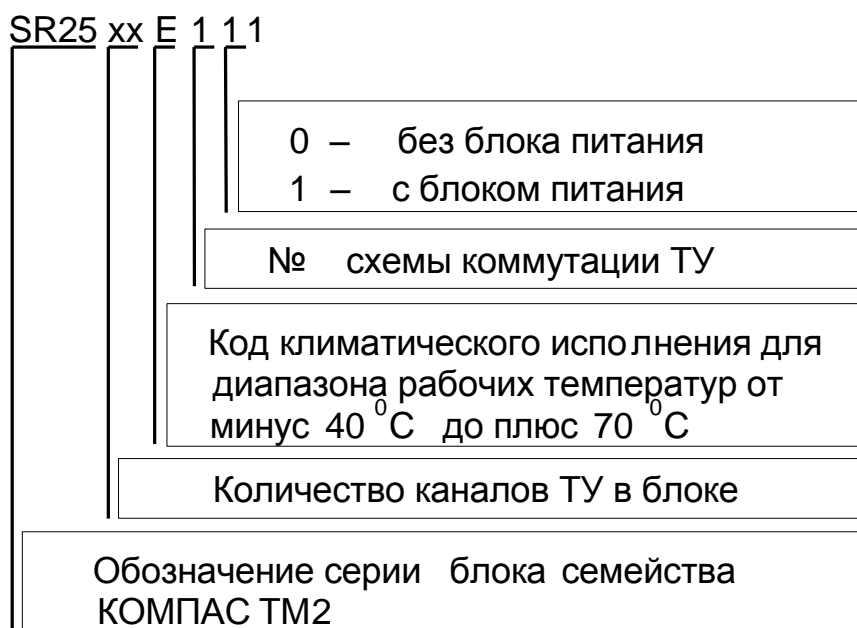 SR25 xx E 1 1 1
0 – без блока питания
1 – с блоком питания
№ схемы коммутации ТУ
Код климатического исполнения для
диапазона рабочих температур от
минус 40 ⁰С до плюс 70 ⁰С
Количество каналов ТУ в блоке
Обозначение серии блока семейства
КОМПАС ТМ2